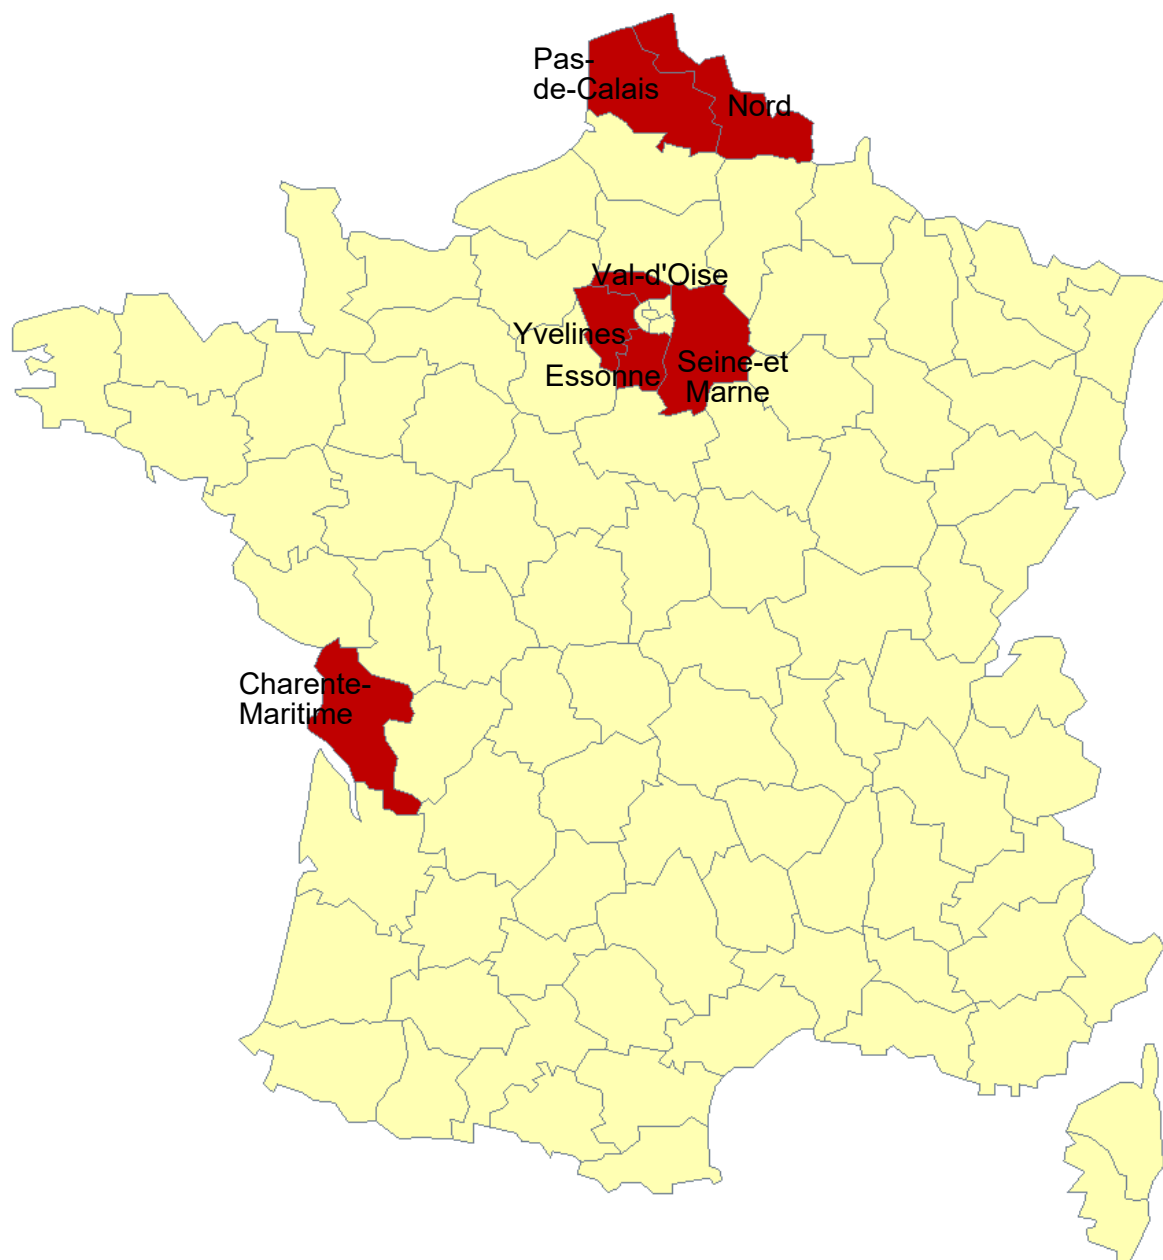 Pas-
de-Calais
Nord
Val-d'Oise
Yvelines
Essonne
Seine-et
Marne
Charente-
Maritime